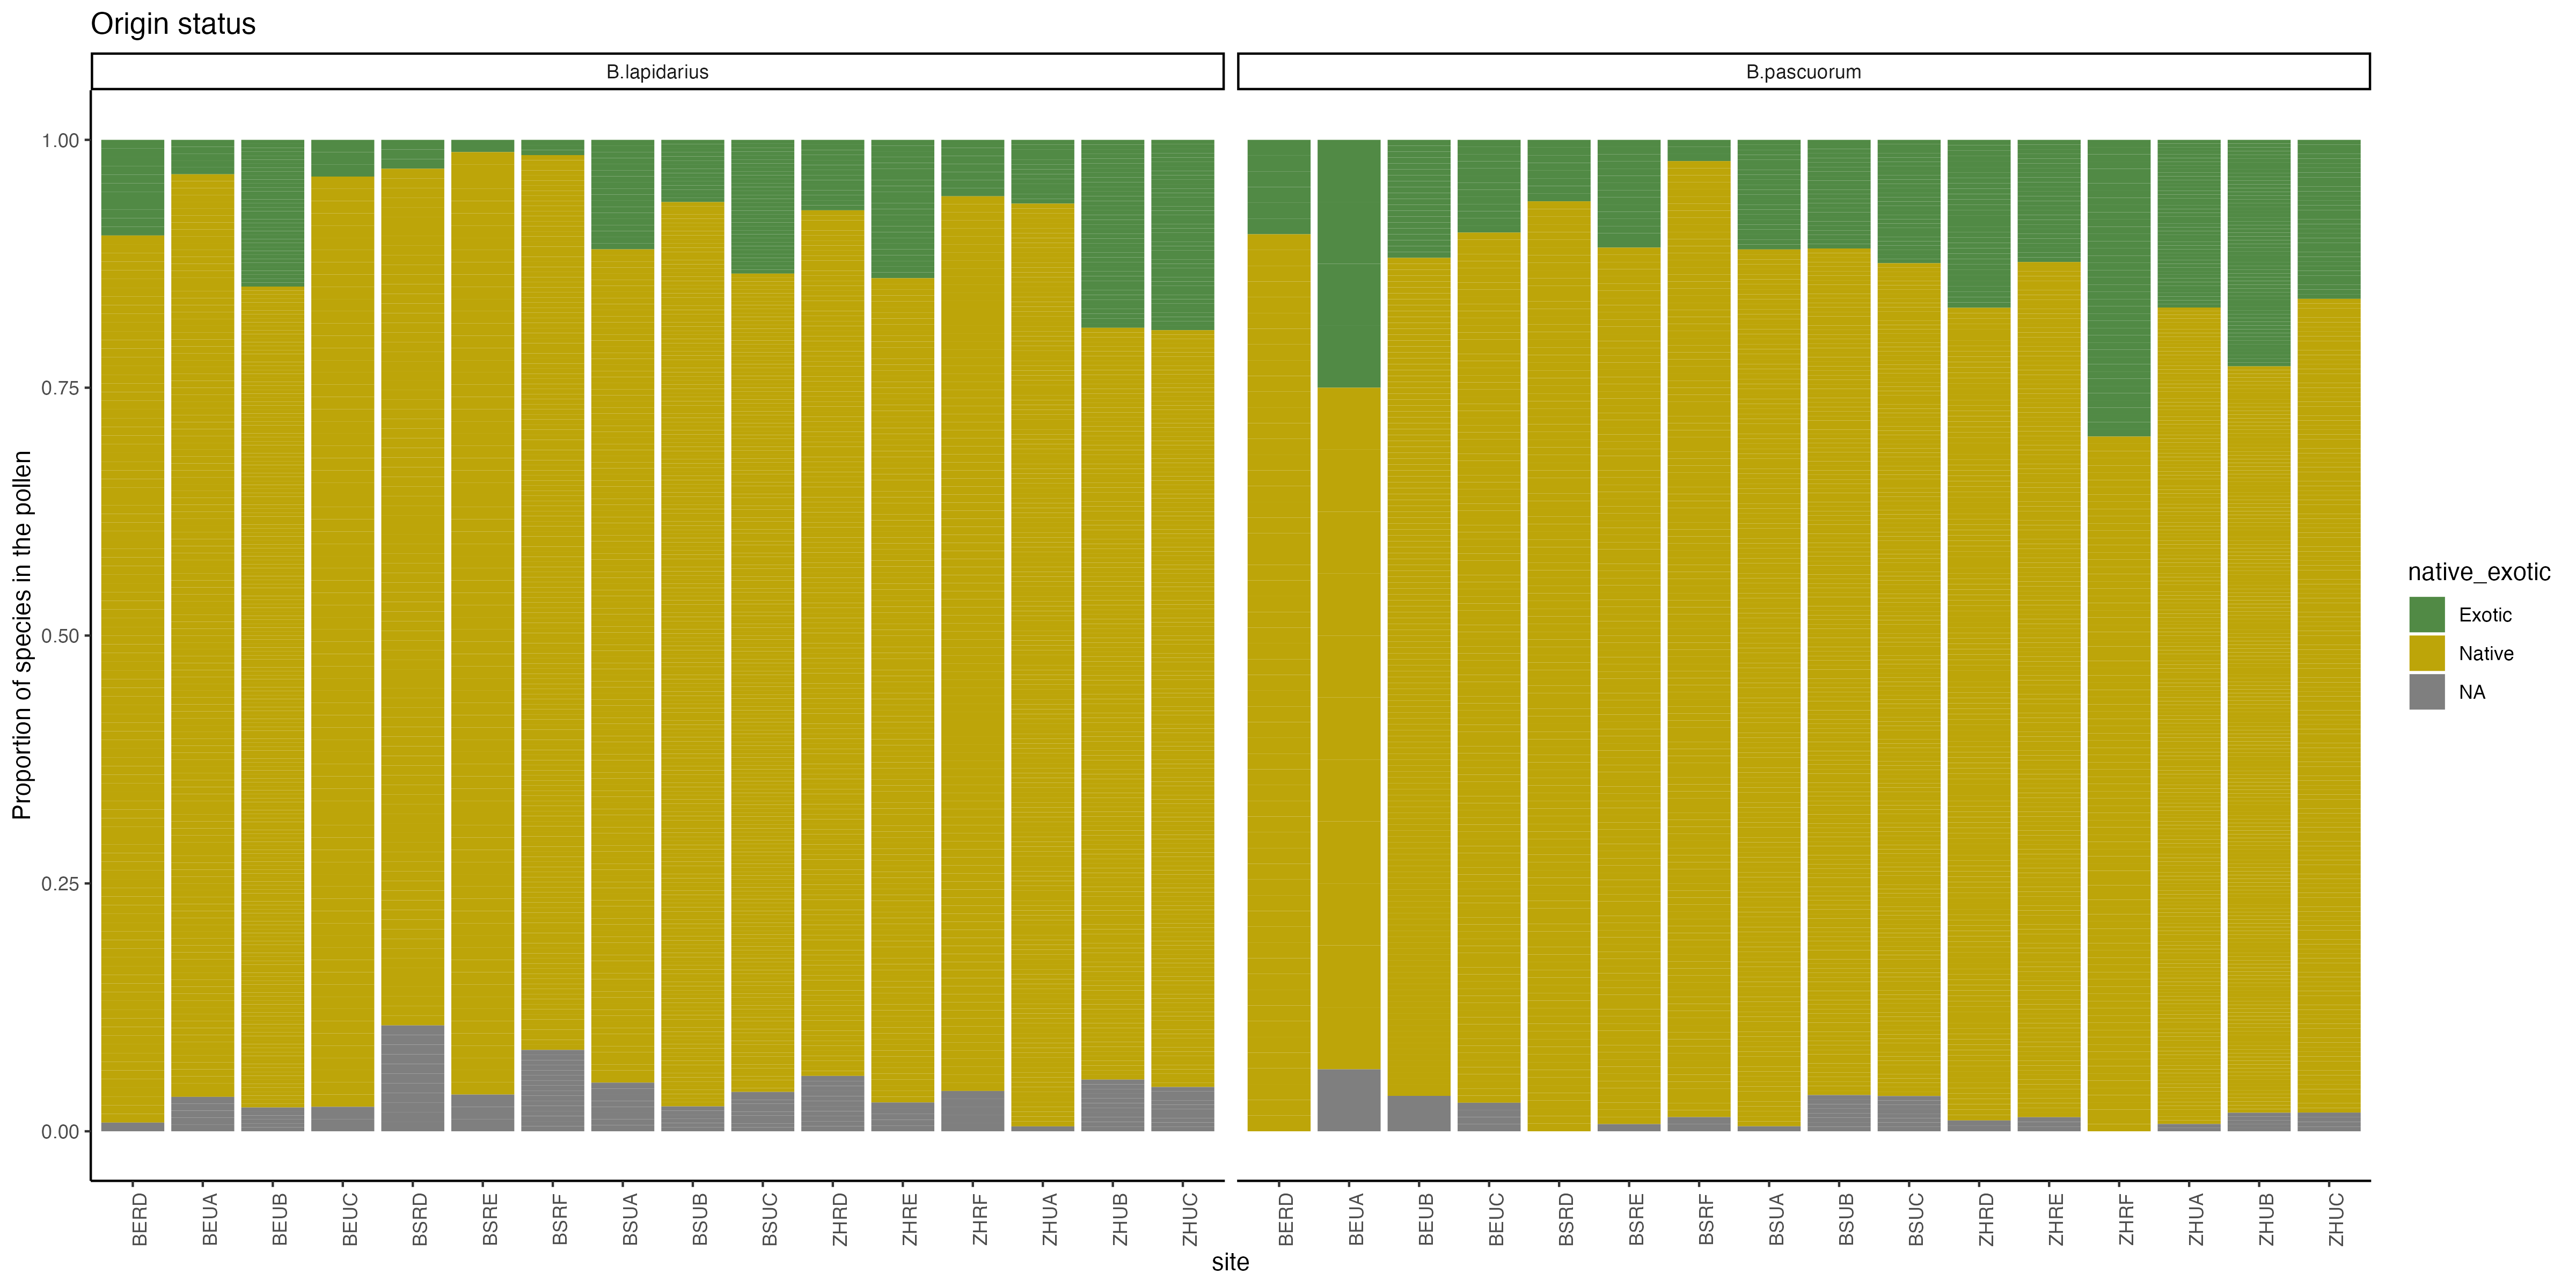 Origin status
B.lapidarius
B.pascuorum
Proportion of species in the pollen
1.00
0.75
0.50
0.25
0.00
BERD
BEUA
BEUB
BEUC
BSRD
BSRE
BSRF
BSUA
BSUB
BSUC
ZHRD
ZHRE
ZHRF
ZHUA
ZHUB
ZHUC
BERD
BEUA
BEUB
BEUC
BSRD
BSRE
BSRF
BSUA
BSUB
BSUC
ZHRD
ZHRE
ZHRF
ZHUA
ZHUB
ZHUC
site
native_exotic
Exotic
Native
NA